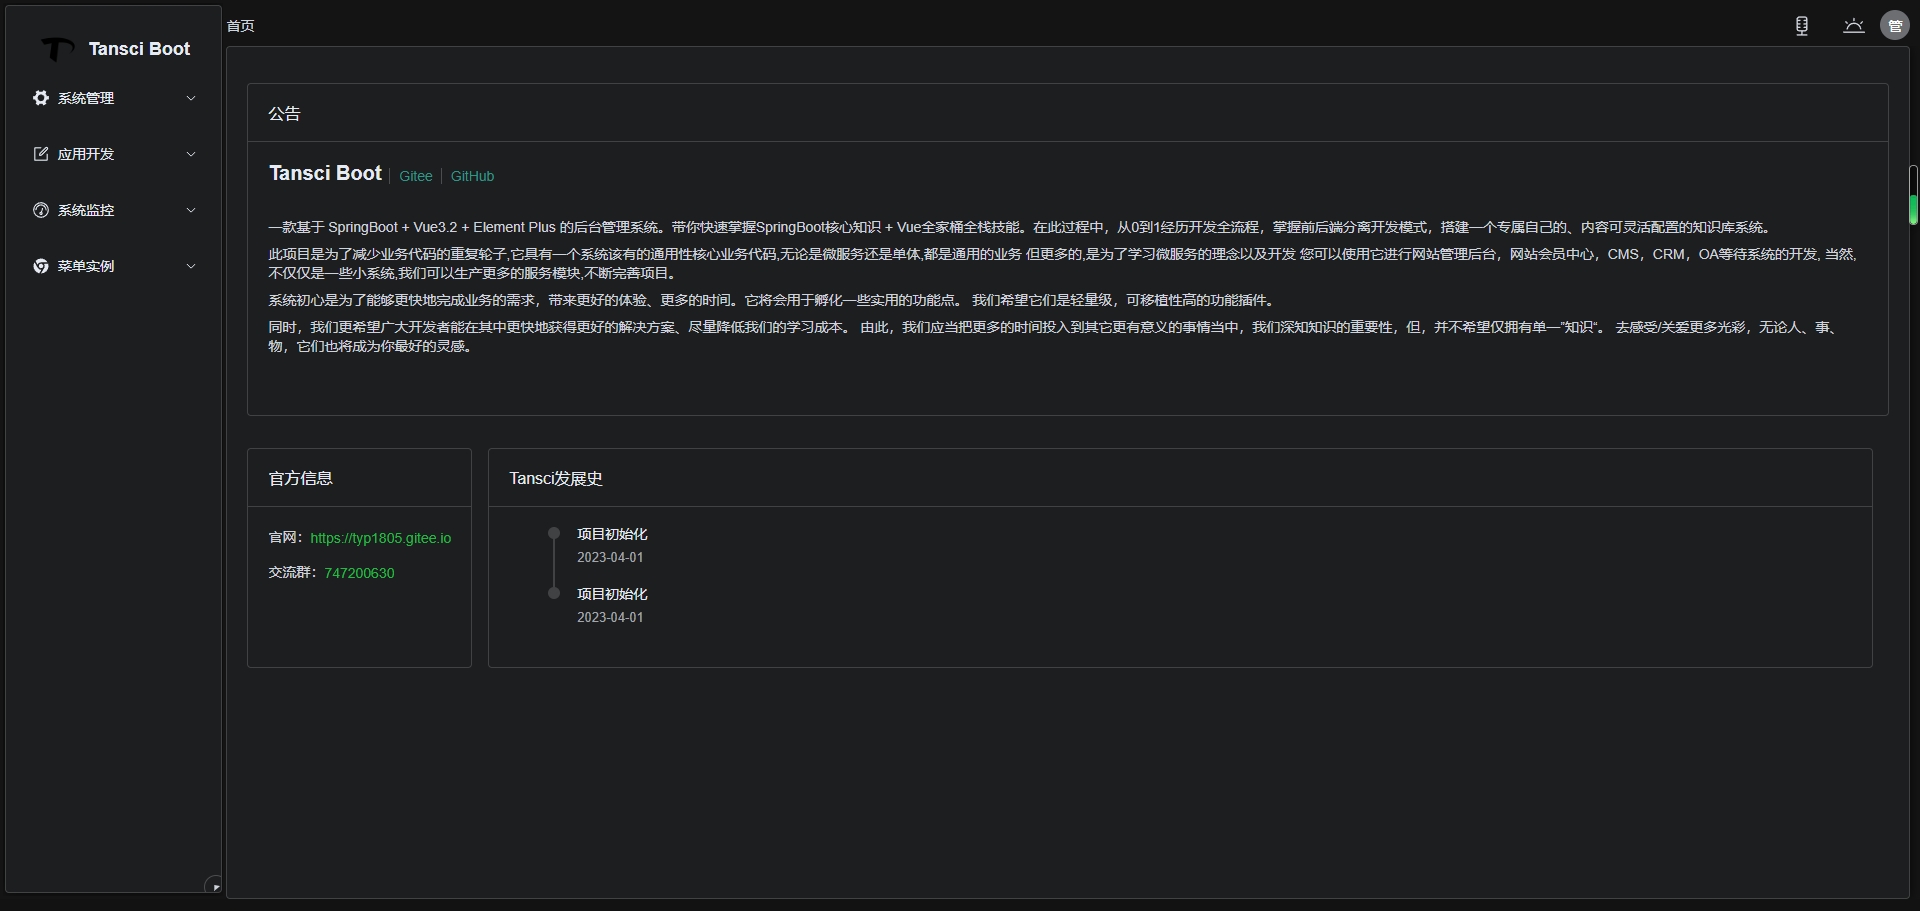 Tansci Boot
系统管理
应用开发
系统监控
菜单实例
首页
管
公告
Tansci Boot | Gitee | GitHub
一款基于 SpringBoot + Vue3.2 + Element Plus 的后台管理系统。带你快速掌握SpringBoot核心知识 + Vue全家桶全栈技能。在此过程中，从0到1经历开发全流程，掌握前后端分离开发模式，搭建一个专属自己的、内容可灵活配置的知识库系统。
此项目是为了减少业务代码的重复轮子,它具有一个系统该有的通用性核心业务代码,无论是微服务还是单体,都是通用的业务 但更多的,是为了学习微服务的理念以及开发 您可以使用它进行网站管理后台，网站会员中心，CMS，CRM，OA等待系统的开发, 当然,
不仅仅是一些小系统,我们可以生产更多的服务模块,不断完善项目。
系统初心是为了能够更快地完成业务的需求，带来更好的体验、更多的时间。它将会用于孵化一些实用的功能点。 我们希望它们是轻量级，可移植性高的功能插件。
同时，我们更希望广大开发者能在其中更快地获得更好的解决方案、尽量降低我们的学习成本。 由此，我们应当把更多的时间投入到其它更有意义的事情当中，我们深知知识的重要性，但，并不希望仅拥有单一”知识“。 去感受/关爱更多光彩，无论人、事、
物，它们也将成为你最好的灵感。
官方信息
官网：https://typ1805.gitee.io
交流群：747200630
Tansci发展史
项目初始化
2023-04-01
项目初始化
2023-04-01